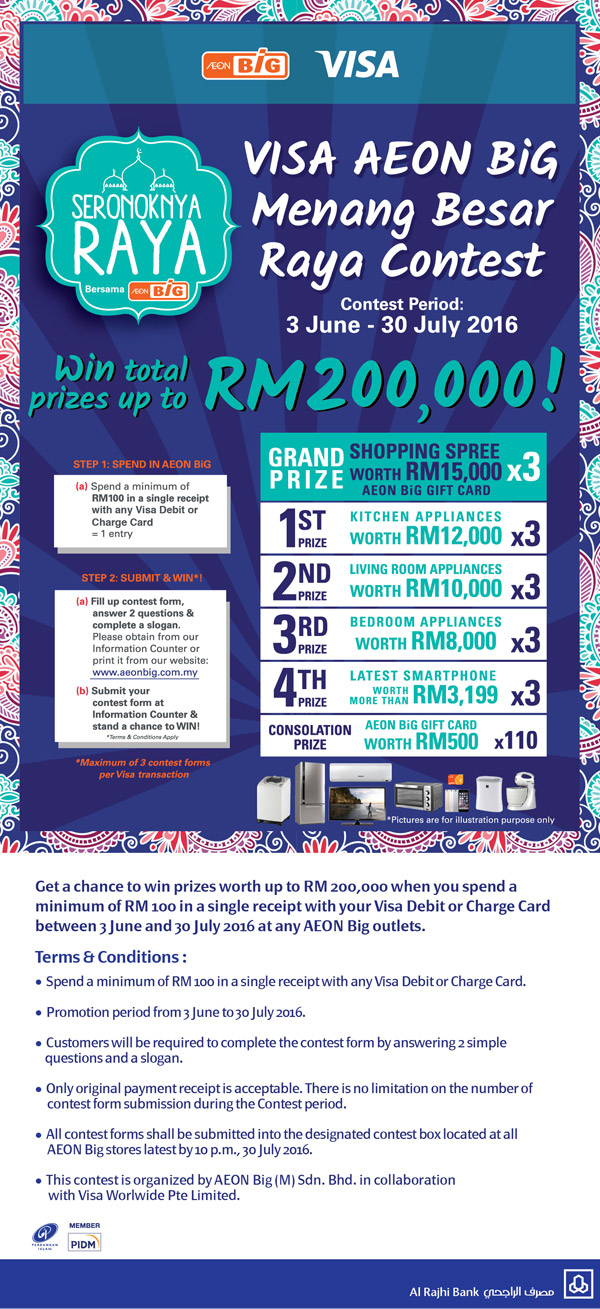 ÆON BiG VISA
SERONOKNYA
RAYA
Bersama ÆON BiG
VISA AEON BiG
Menang Besar
Raya Contest
Contest Period:
3 June - 30 July 2016
Win total
prizes up to
RM200,000!
STEP 1: SPEND IN AEON BiG
(a) Spend a minimum of
RM100 in a single receipt
with any Visa Debit or
Charge Card
= 1 entry
STEP 2: SUBMIT & WIN*!
(a) Fill up contest form,
answer 2 questions &
complete a slogan.
Please obtain from our
Information Counter or
print it from our website:
www.aeonbig.com.my
(b) Submit your
contest form at
Information Counter &
stand a chance to WIN!
*Terms & Conditions Apply
*Maximum of 3 contest forms
per Visa transaction
GRAND
PRIZE
SHOPPING SPREE
WORTH RM15,000 x3
AEON BiG GIFT CARD
1ST
PRIZE
KITCHEN APPLIANCES
WORTH RM12,000 x3
2ND
PRIZE
LIVING ROOM APPLIANCES
WORTH RM10,000 x3
3RD
PRIZE
BEDROOM APPLIANCES
WORTH RM8,000 x3
4TH
PRIZE
LATEST SMARTPHONE
WORTH
MORE THAN RM3,199 x3
CONSOLATION
PRIZE
AEON BiG GIFT CARD
WORTH RM500 x110
*Pictures are for illustration purpose only
Get a chance to win prizes worth up to RM 200,000 when you spend a
minimum of RM 100 in a single receipt with your Visa Debit or Charge Card
between 3 June and 30 July 2016 at any AEON Big outlets.
Terms & Conditions :
• Spend a minimum of RM 100 in a single receipt with any Visa Debit or Charge Card.
• Promotion period from 3 June to 30 July 2016.
• Customers will be required to complete the contest form by answering 2 simple
questions and a slogan.
• Only original payment receipt is acceptable. There is no limitation on the number of
contest form submission during the Contest period.
• All contest forms shall be submitted into the designated contest box located at all
AEON Big stores latest by 10 p.m., 30 July 2016.
• This contest is organized by AEON Big (M) Sdn. Bhd. in collaboration
with Visa Worlwide Pte Limited.
PERBANKAN
ISLAM
MEMBER
PIDM
Al Rajhi Bank مصرف الراجحي